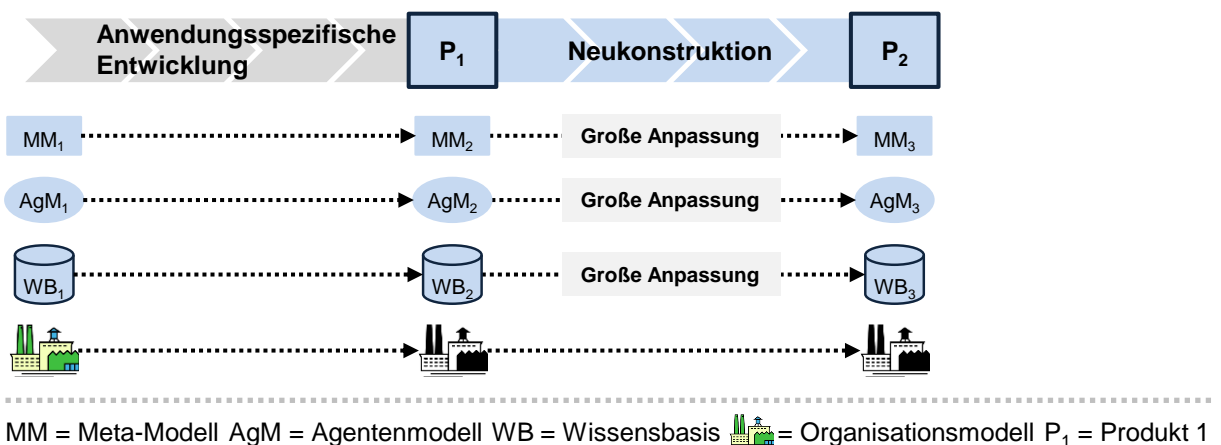 Anwendungsspezifische
Entwicklung
P₁
Neukonstruktion
P₂
MM₁
MM₂
Große Anpassung
MM₃
AgM₁
AgM₂
Große Anpassung
AgM₃
WB₁
WB₂
Große Anpassung
WB₃
MM = Meta-Modell AgM = Agentenmodell WB = Wissensbasis = Organisationsmodell P₁ = Produkt 1